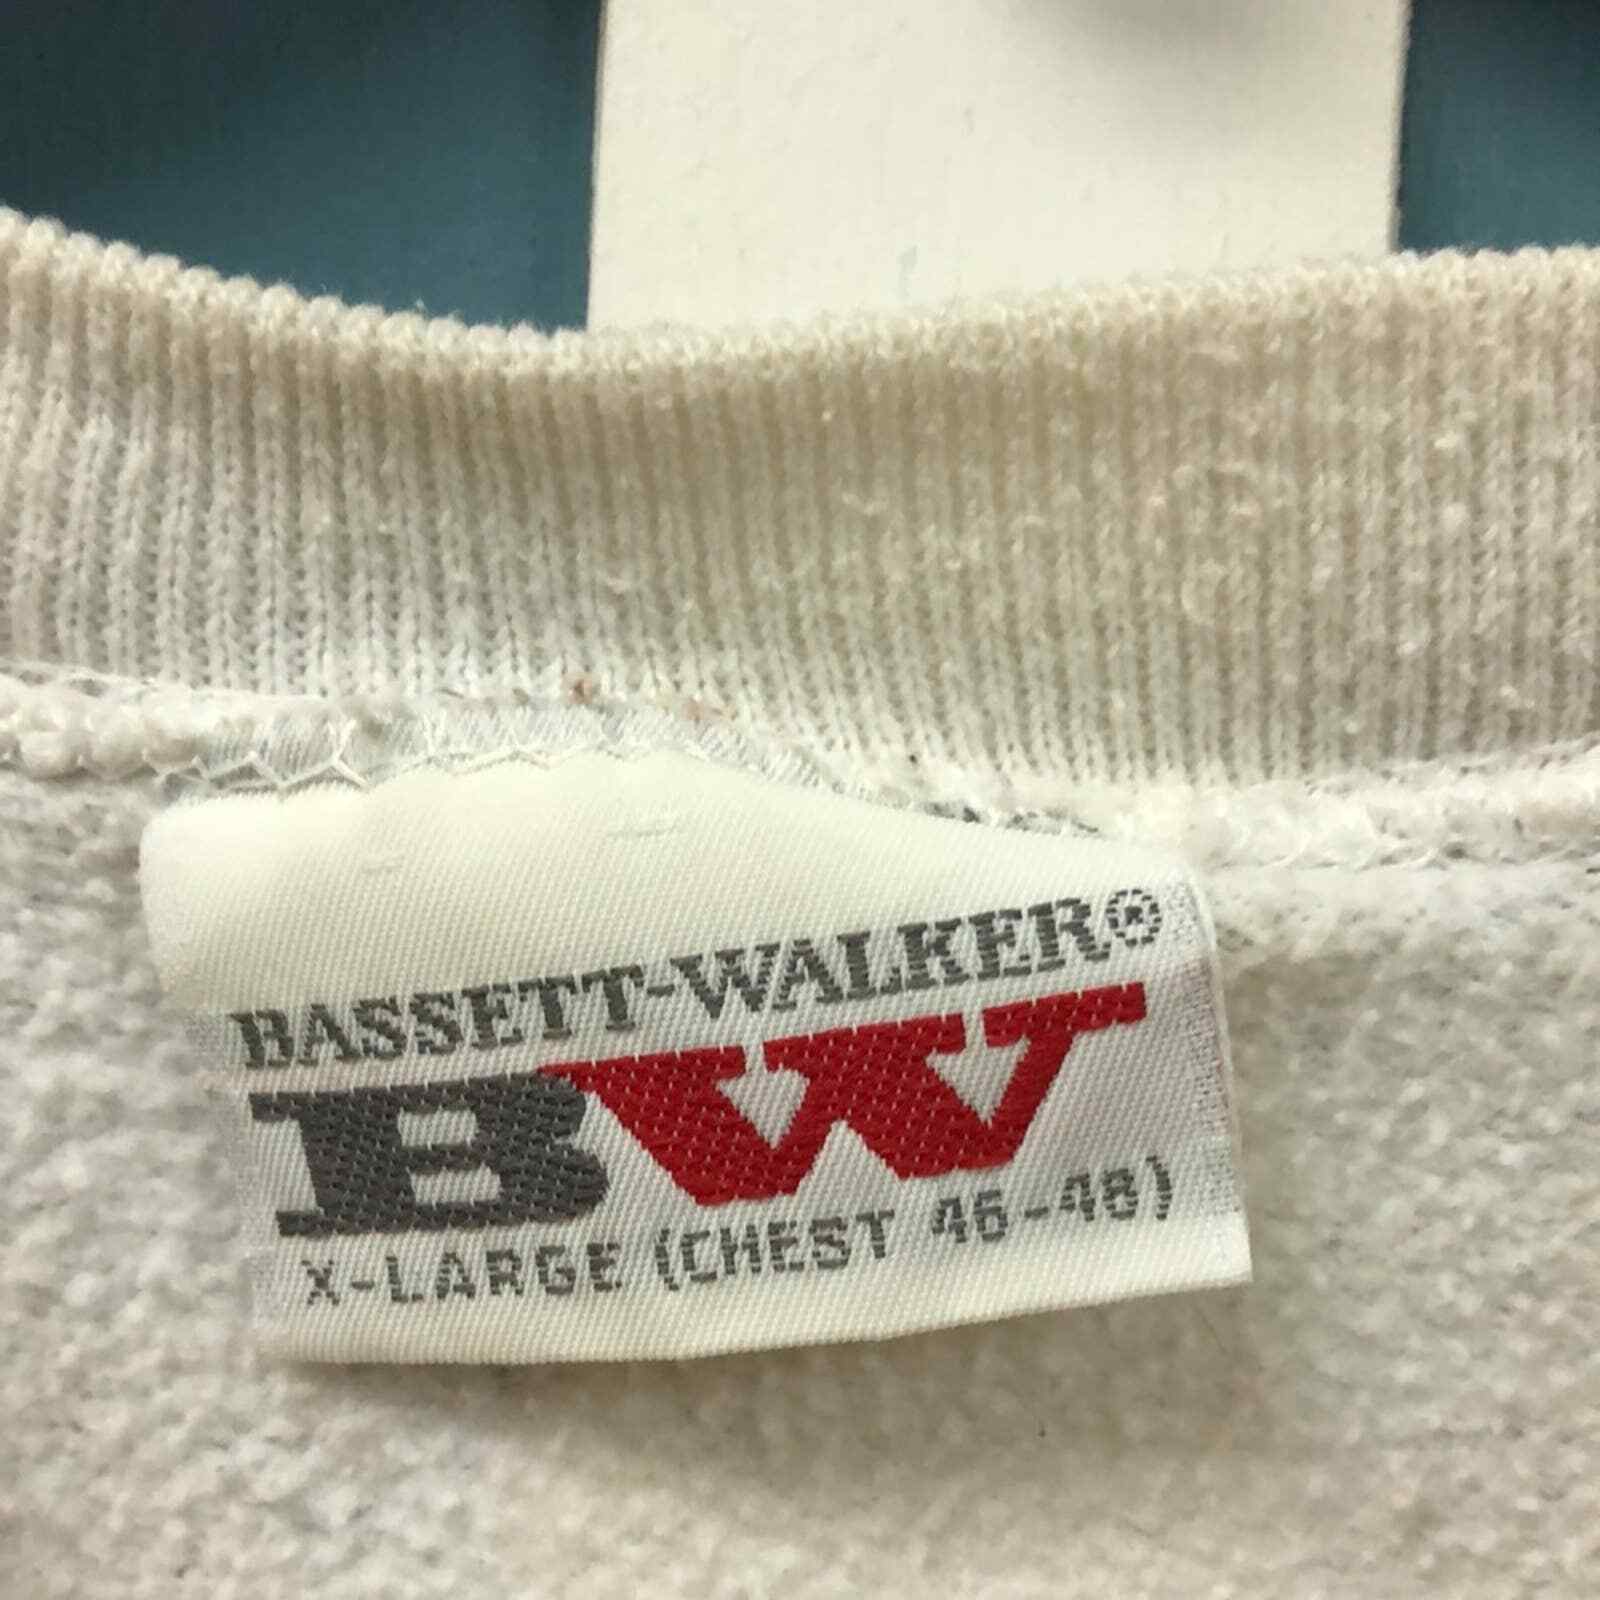 BASSETT-WALKER®
BW
X-LARGE (CHEST 46-48)